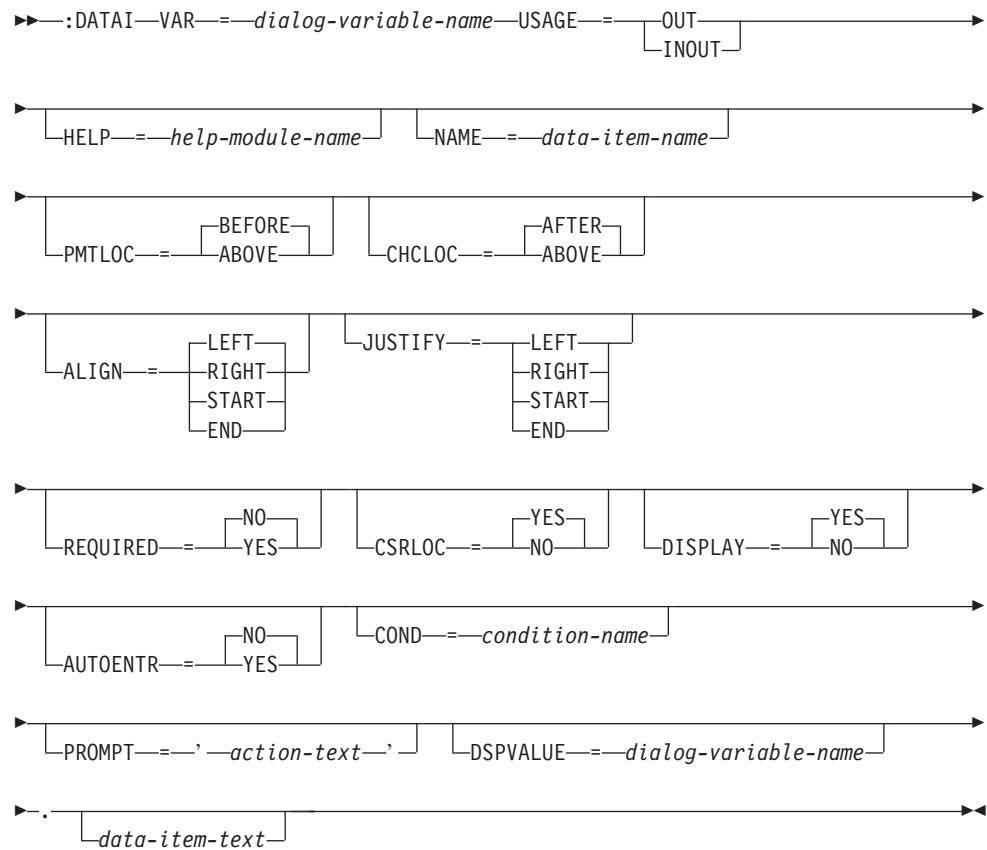 :DATAI VAR = dialog-variable-name USAGE = OUT
INOUT
HELP = help-module-name NAME = data-item-name
BEFORE AFTER
PMTLOC = ABOVE CHCLOC = ABOVE
LEFT JUSTIFY = LEFT
ALIGN = RIGHT RIGHT
START START
END END
NO YES YES
REQUIRED = YES CSRLOC = NO DISPLAY = NO
NO COND = condition-name
AUTOENTR = YES
PROMPT = ’ action-text ’ DSPVALUE = dialog-variable-name
.
data-item-text